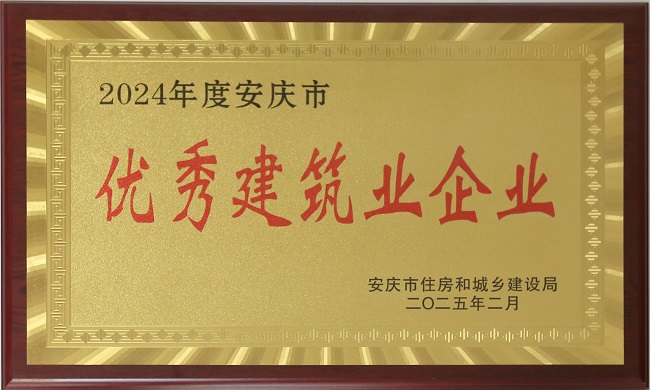 2024年度安庆市
优秀建筑业企业
安庆市住房和城乡建设局
二〇二五年二月